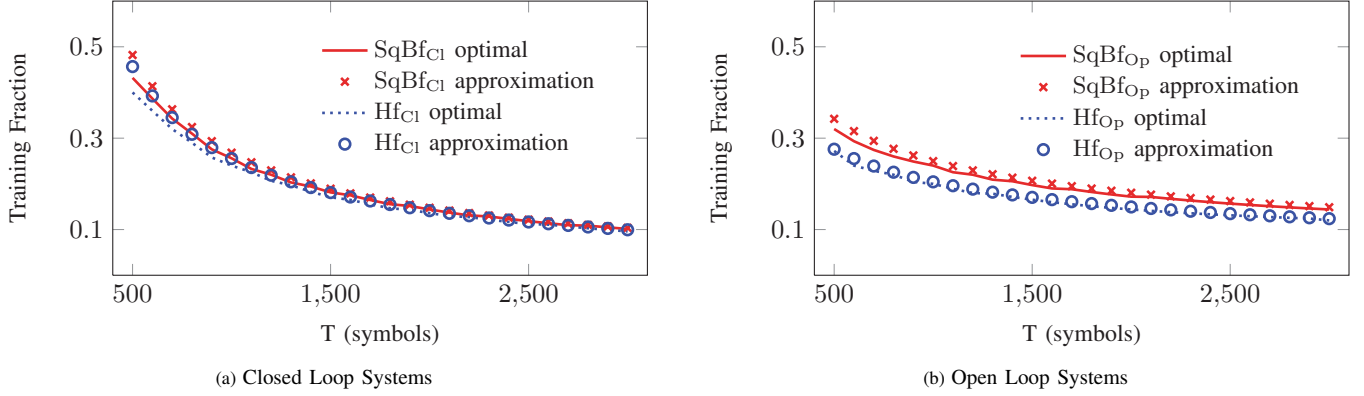 0.5
0.3
0.1
Training Fraction
SqBf_Cl optimal
SqBf_Cl approximation
Hf_Cl optimal
Hf_Cl approximation
500
1,500
2,500
T (symbols)
(a) Closed Loop Systems
0.5
0.3
0.1
Training Fraction
SqBf_Op optimal
SqBf_Op approximation
Hf_Op optimal
Hf_Op approximation
500
1,500
2,500
T (symbols)
(b) Open Loop Systems